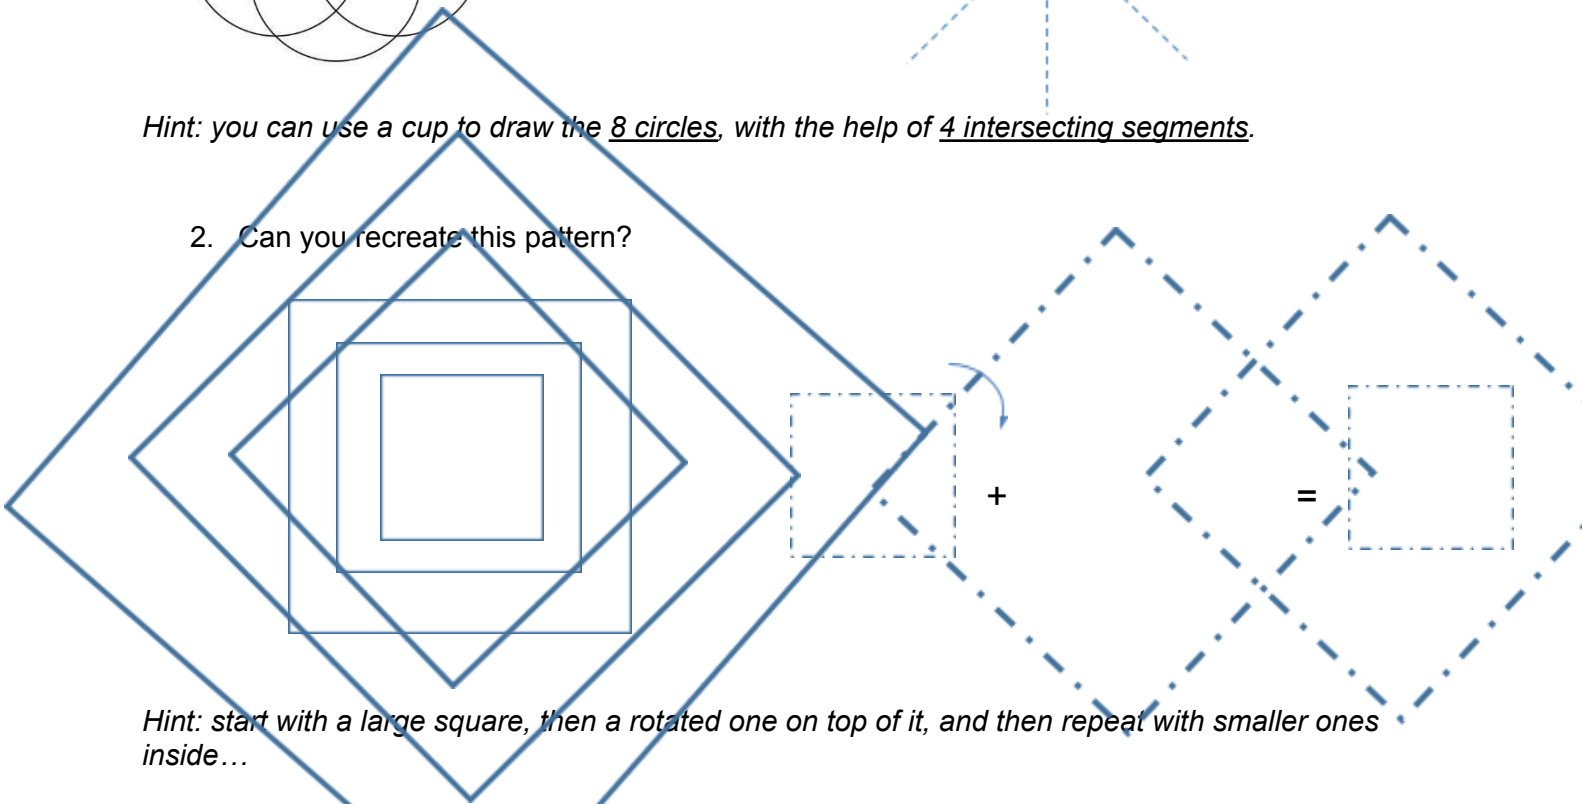 Hint: you can use a cup to draw the 8 circles, with the help of 4 intersecting segments.
2. Can you recreate this pattern?
+ =
Hint: start with a large square, then a rotated one on top of it, and then repeat with smaller ones
inside…